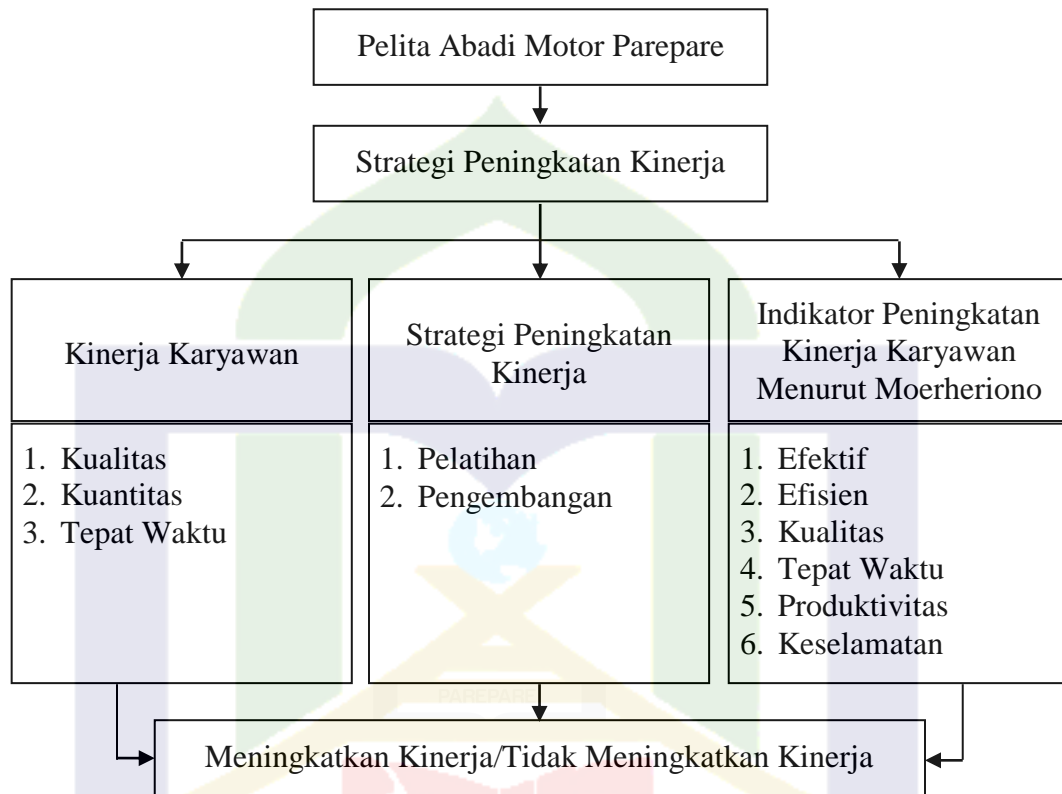 Pelita Abadi Motor Parepare
Strategi Peningkatan Kinerja
Kinerja Karyawan
1. Kualitas
2. Kuantitas
3. Tepat Waktu
Strategi Peningkatan
Kinerja
1. Pelatihan
2. Pengembangan
Indikator Peningkatan
Kinerja Karyawan
Menurut Moerheriono
1. Efektif
2. Efisien
3. Kualitas
4. Tepat Waktu
5. Produktivitas
6. Keselamatan
PAREPARE
Meningkatkan Kinerja/Tidak Meningkatkan Kinerja